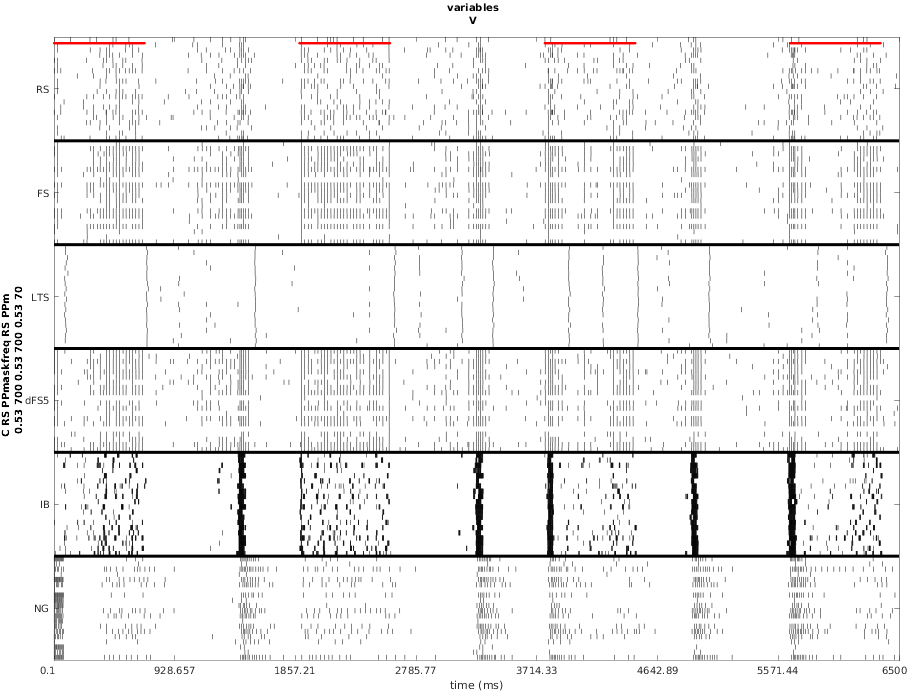 variables
V
RS
FS
LTS
dFS5
IB
NG
C RS PPmaskfreq RS PPm
0.53 700 0.53 700 0.53 70
0.1 928.657 1857.21 2785.77 3714.33 4642.89 5571.44 6500
time (ms)